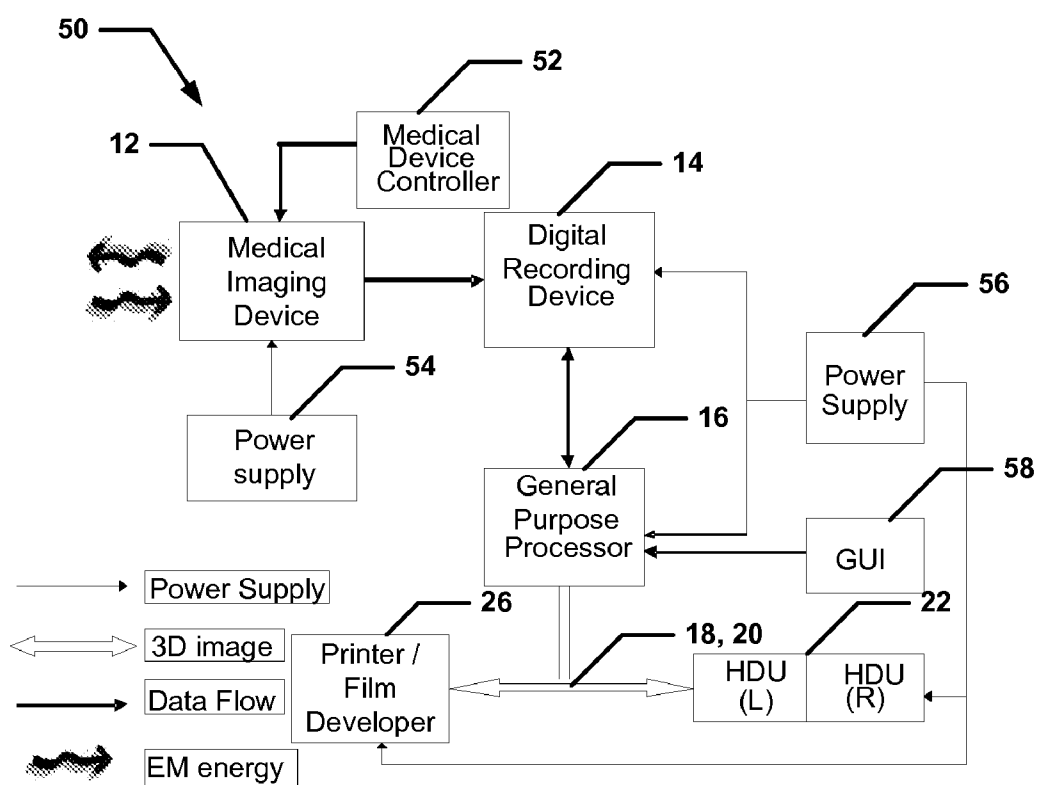 50
52
12
Medical
Device
Controller
14
Medical
Imaging
Device
Digital
Recording
Device
56
54
Power
Supply
Power
supply
16
58
General
Purpose
Processor
GUI
Power Supply
26
22
3D image
18, 20
Printer /
Film
Developer
HDU
(L)
HDU
(R)
Data Flow
EM energy